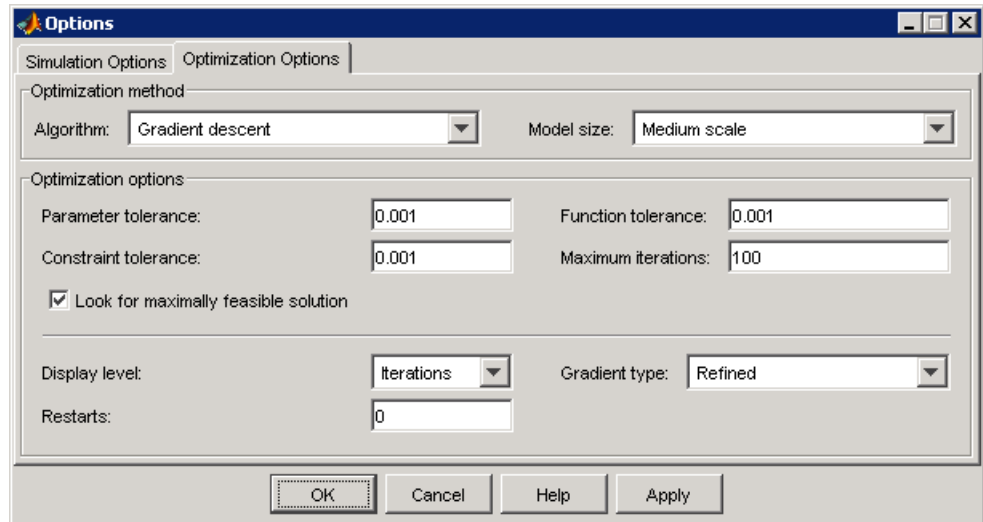 Options
Simulation Options Optimization Options
Optimization method
Algorithm: Gradient descent Model size: Medium scale
Optimization options
Parameter tolerance: 0.001 Function tolerance: 0.001
Constraint tolerance: 0.001 Maximum iterations: 100
Look for maximally feasible solution
Display level: Iterations Gradient type: Refined
Restarts: 0
OK Cancel Help Apply